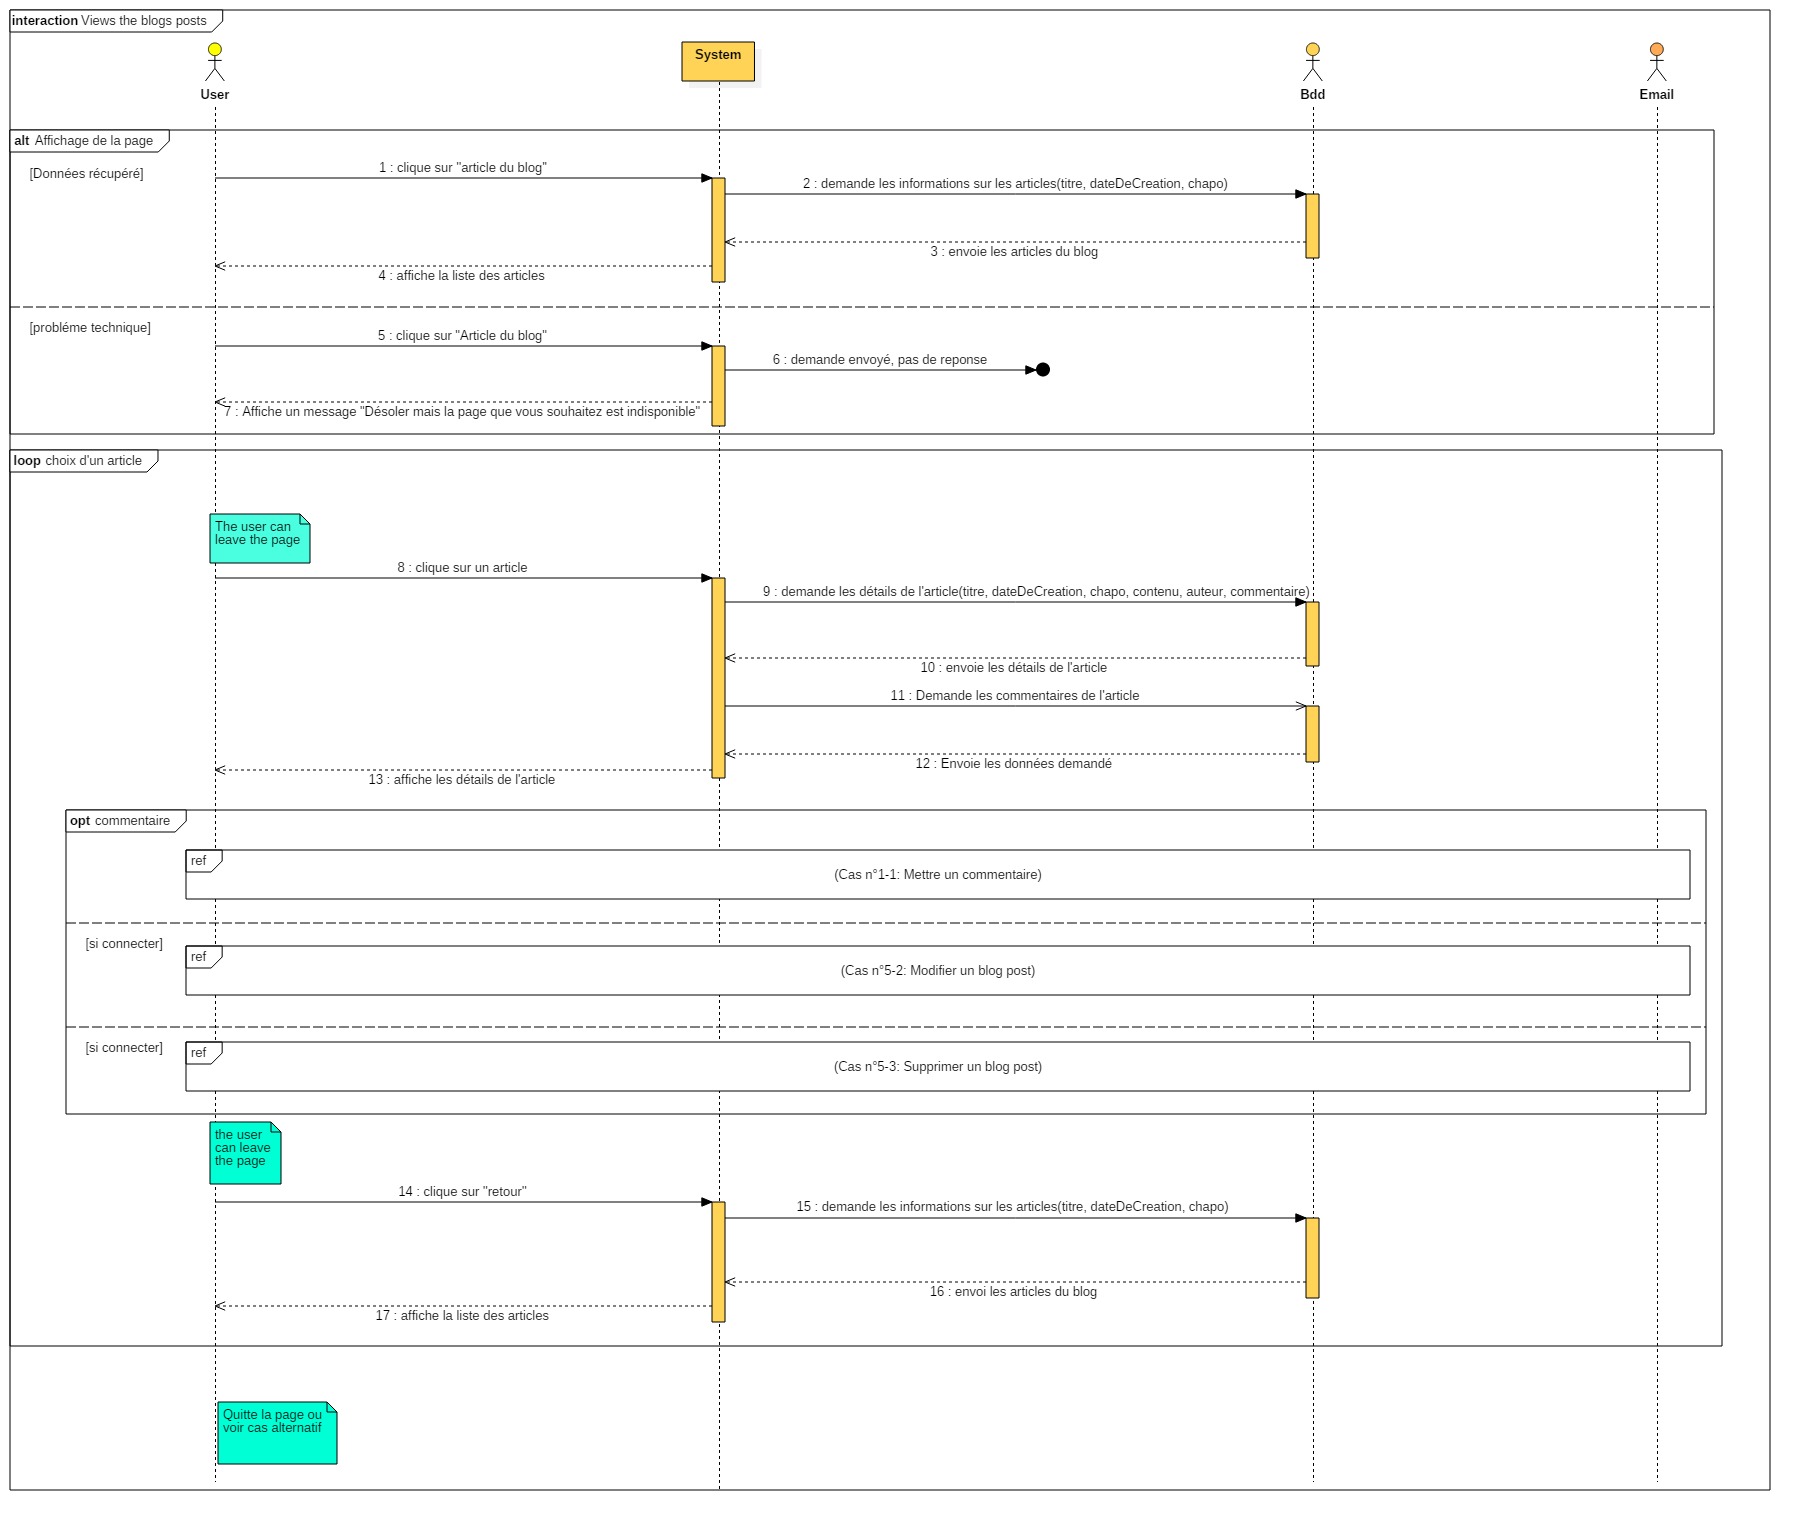 interaction Views the blogs posts
User
System
Bdd
Email
alt Affichage de la page
[Données récupéré]
1 : clique sur "article du blog"
2 : demande les informations sur les articles(titre, dateDeCreation, chapo)
3 : envoie les articles du blog
4 : affiche la liste des articles
[probléme technique]
5 : clique sur "Article du blog"
6 : demande envoyé, pas de reponse
7 : Affiche un message "Désoler mais la page que vous souhaitez est indisponible"
loop choix d'un article
The user can
leave the page
8 : clique sur un article
9 : demande les détails de l'article(titre, dateDeCreation, chapo, contenu, auteur, commentaire)
10 : envoie les détails de l'article
11 : Demande les commentaires de l'article
12 : Envoie les données demandé
13 : affiche les détails de l'article
opt commentaire
ref
(Cas n°1-1: Mettre un commentaire)
[si connecter]
ref
(Cas n°5-2: Modifier un blog post)
[si connecter]
ref
(Cas n°5-3: Supprimer un blog post)
the user
can leave
the page
14 : clique sur "retour"
15 : demande les informations sur les articles(titre, dateDeCreation, chapo)
16 : envoi les articles du blog
17 : affiche la liste des articles
Quitte la page ou
voir cas alternatif